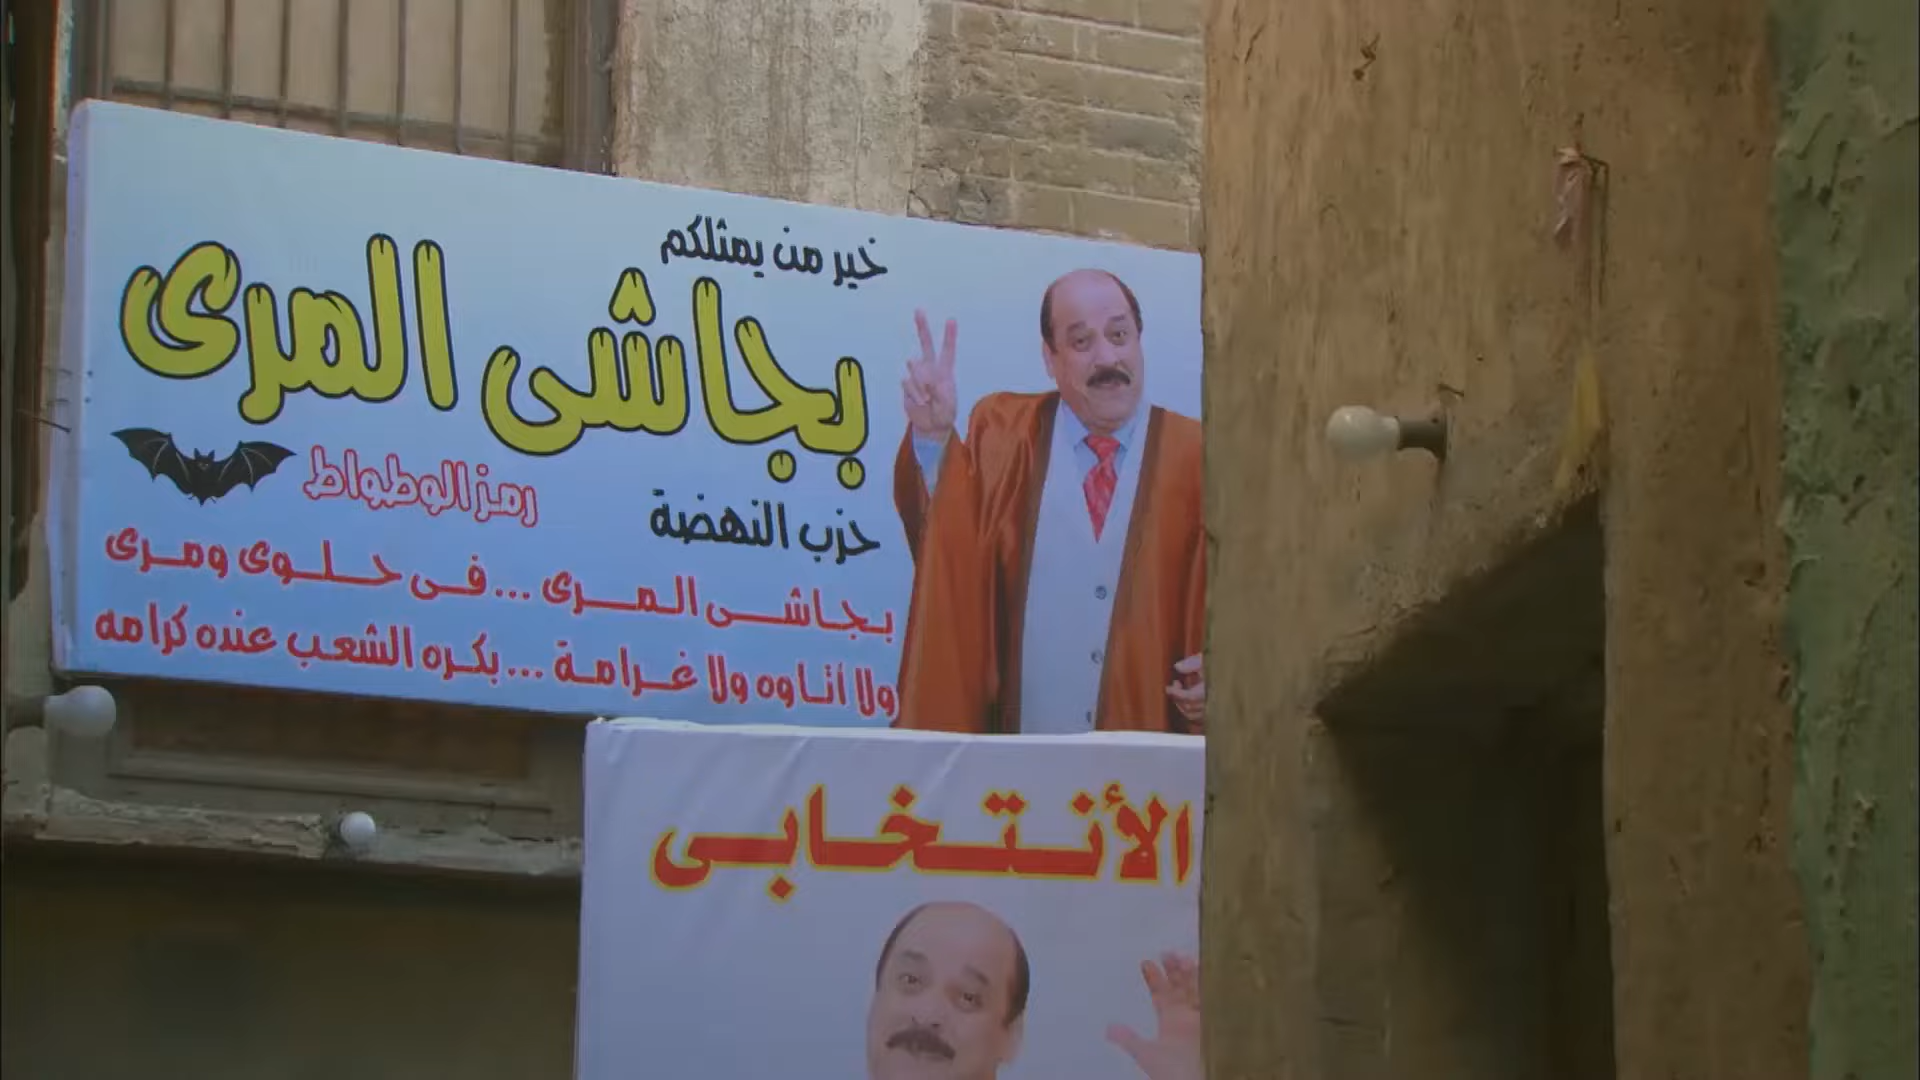 خير من يمثلكم
بجاشى المرى
رمز الوطواط
حزب النهضة
بجاشى المرى ... فى حلوى ومرى
ولا أتاوه ولا غرامة ... بكره الشعب عنده كرامه
الأنتخابى